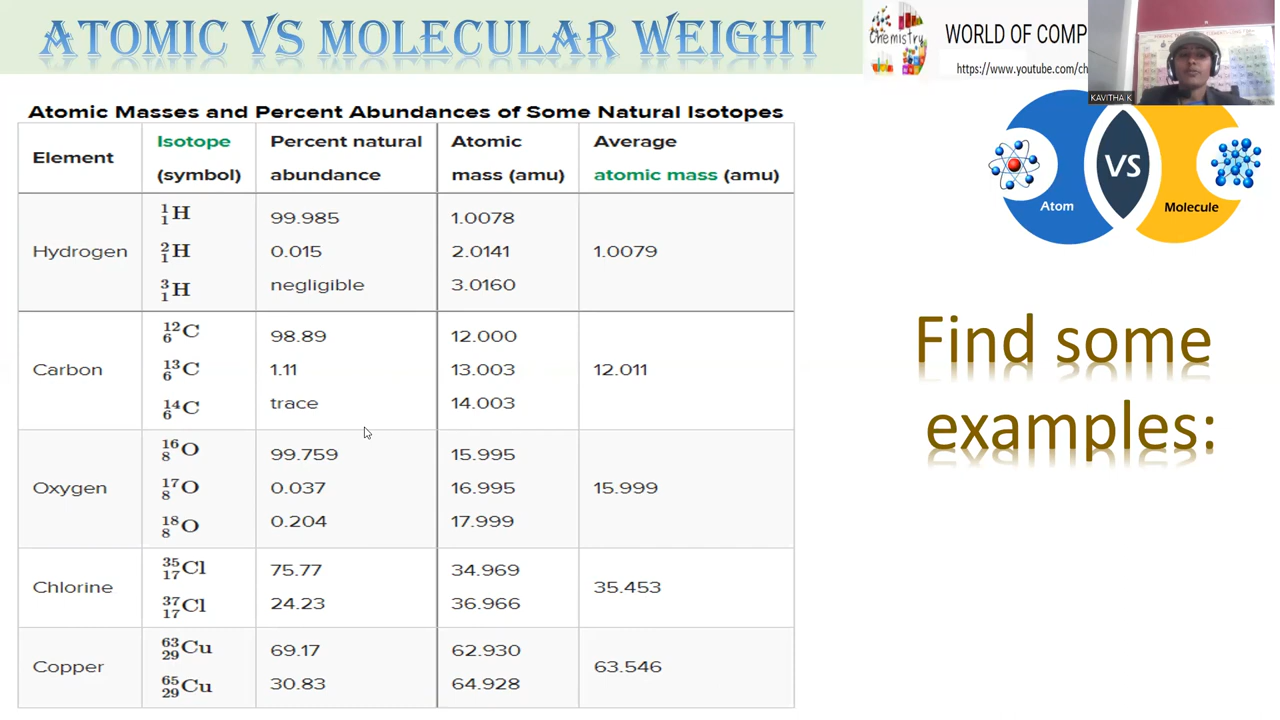 ATOMIC VS MOLECULAR WEIGHT
Chemistry
WORLD OF COMP
https://www.youtube.com/ch
KAVITHA K
Atomic Masses and Percent Abundances of Some Natural Isotopes
Element Isotope (symbol) Percent natural abundance Atomic mass (amu) Average atomic mass (amu)
Hydrogen
¹₁H 99.985 1.0078
²₁H 0.015 2.0141 1.0079
³₁H negligible 3.0160
Carbon
¹²₆C 98.89 12.000
¹³₆C 1.11 13.003 12.011
¹⁴₆C trace 14.003
Oxygen
¹⁶₈O 99.759 15.995
¹⁷₈O 0.037 16.995 15.999
¹⁸₈O 0.204 17.999
Chlorine
³⁵₁₇Cl 75.77 34.969 35.453
³⁷₁₇Cl 24.23 36.966
Copper
⁶³₂₉Cu 69.17 62.930 63.546
⁶⁵₂₉Cu 30.83 64.928
Atom
VS
Molecule
Find some
examples: